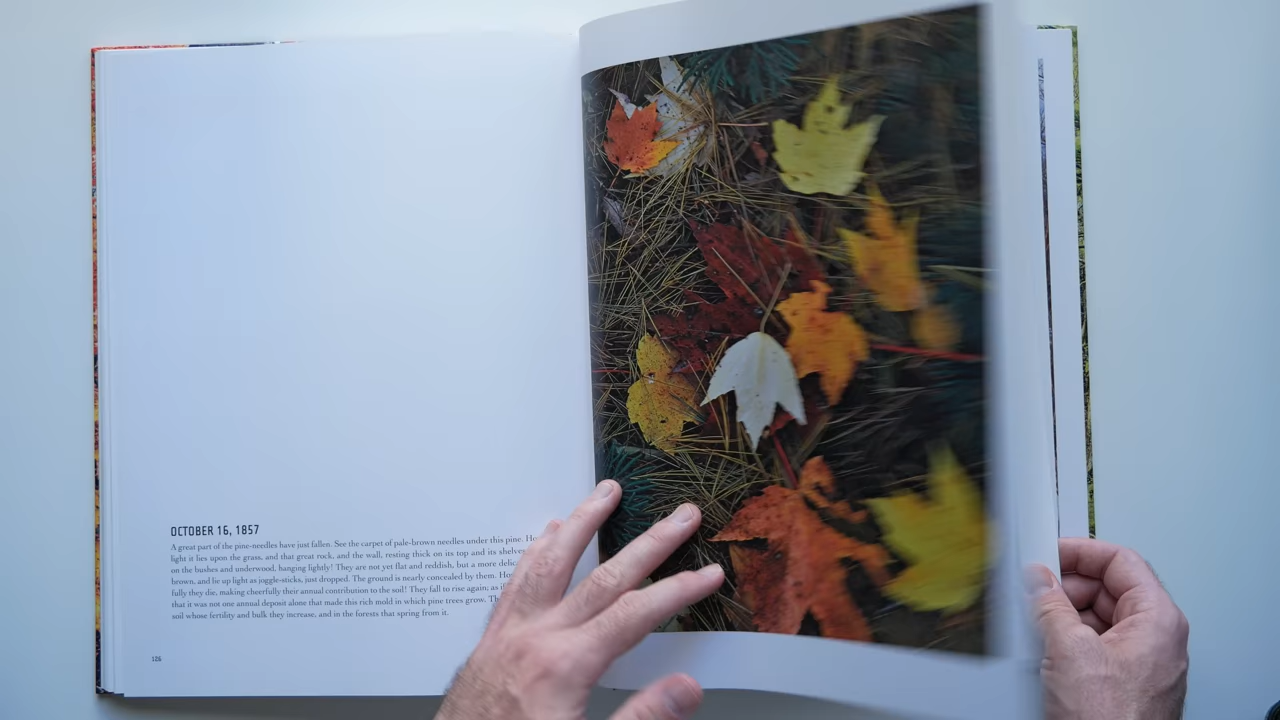 OCTOBER 16, 1857
A great part of the pine-needles have just fallen. See the carpet of pale-brown needles under this pine.
light it lies upon the grass, and that great rock, and the wall, resting thick on its top and its shelves
on the bushes and underwood, hanging lightly! They are not yet flat and reddish, but a more
brown, and lie up light as joggle-sticks, just dropped. The ground is nearly concealed by them.
fully they die, making cheerfully their annual contribution to the soil! They fall to rise again; as
that it was not one annual deposit alone that made this rich mold in which pine trees grow.
soil whose fertility and bulk they increase, and in the forests that spring from it.
126